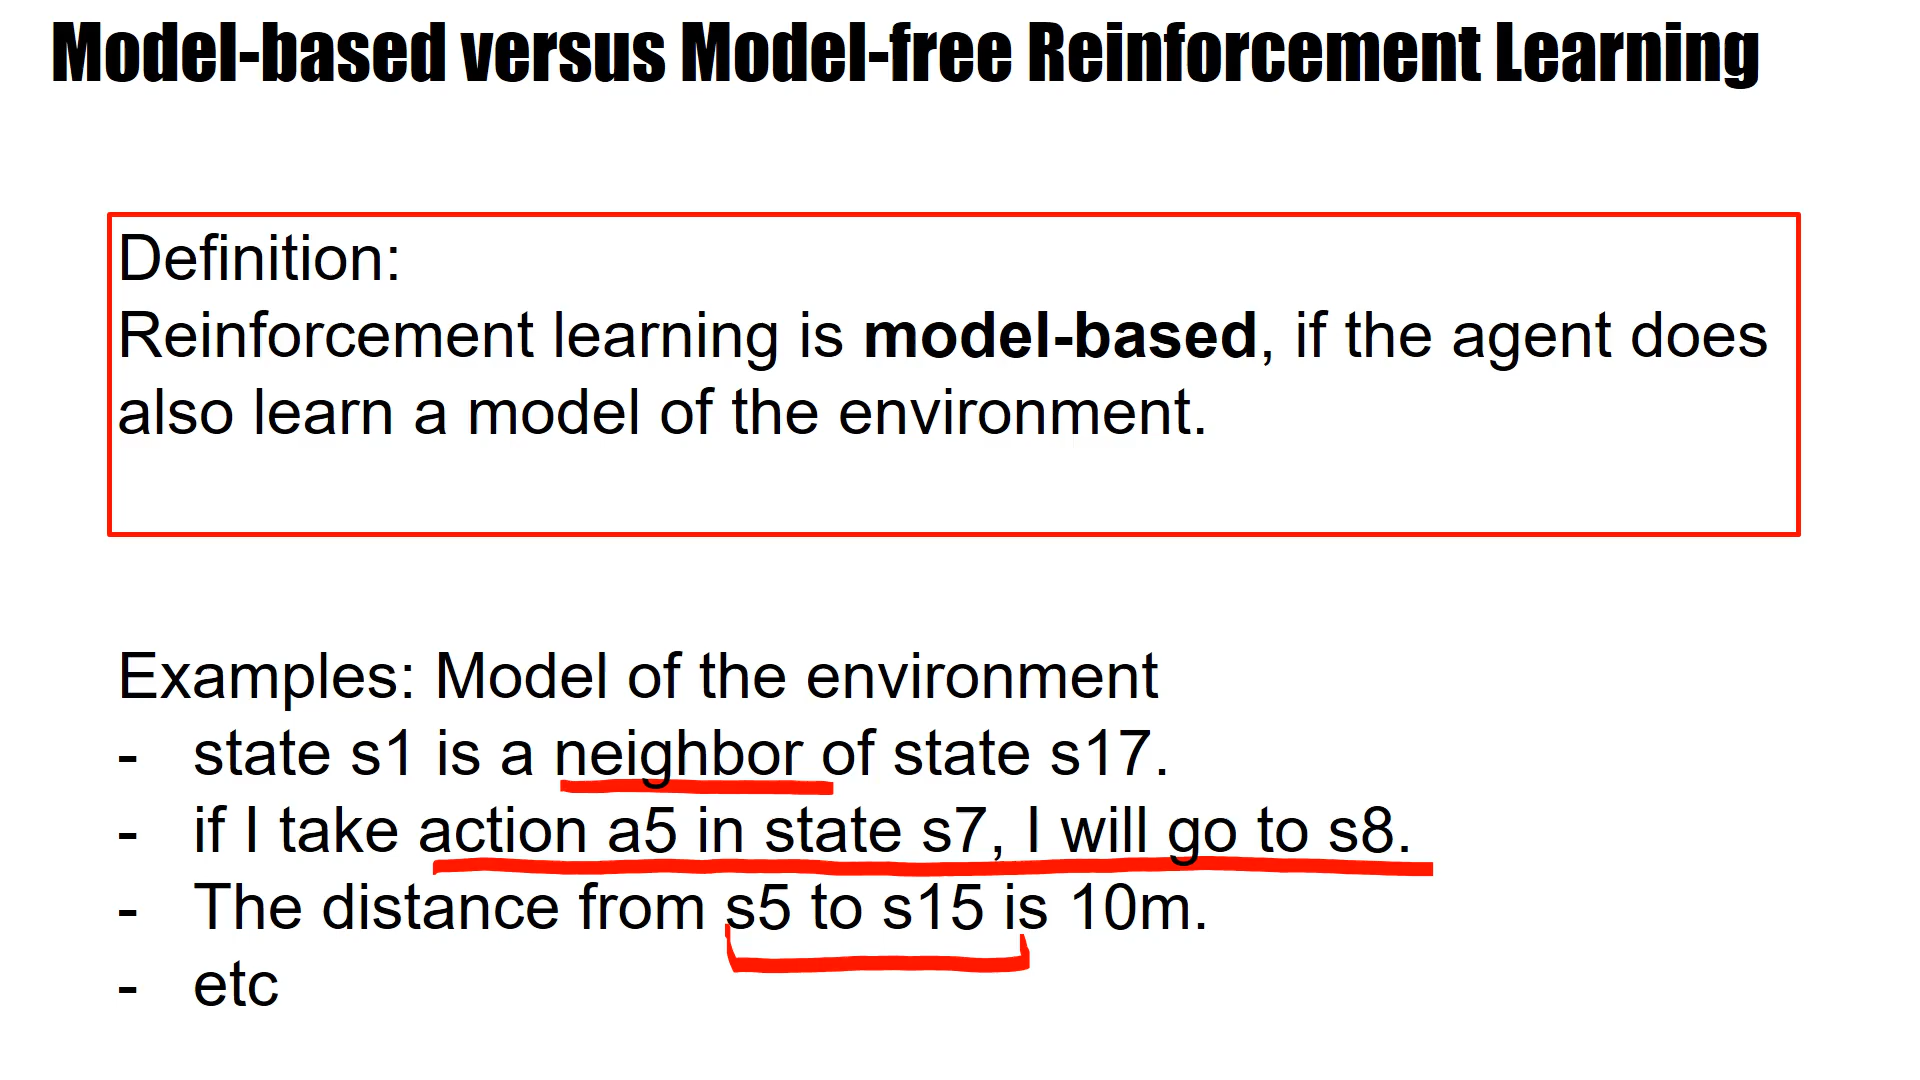 Model-based versus Model-free Reinforcement Learning
Definition:
Reinforcement learning is model-based, if the agent does
also learn a model of the environment.
Examples: Model of the environment
- state s1 is a neighbor of state s17.
- if I take action a5 in state s7, I will go to s8.
- The distance from s5 to s15 is 10m.
- etc